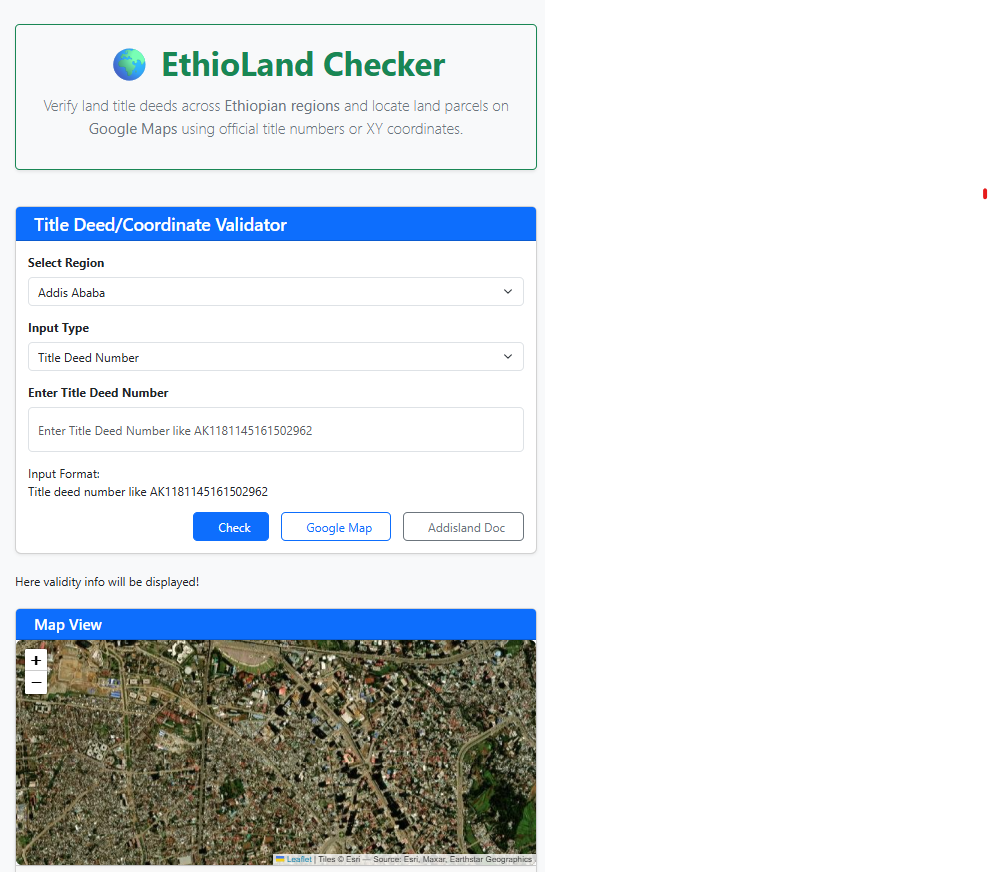 EthioLand Checker
Verify land title deeds across Ethiopian regions and locate land parcels on
Google Maps using official title numbers or XY coordinates.
Title Deed/Coordinate Validator
Select Region
Addis Ababa
Input Type
Title Deed Number
Enter Title Deed Number
Enter Title Deed Number like AK1181145161502962
Input Format:
Title deed number like AK1181145161502962
Check Google Map Addisland Doc
Here validity info will be displayed!
Map View
+
−
Leaflet | Tiles © Esri — Source: Esri, Maxar, Earthstar Geographics